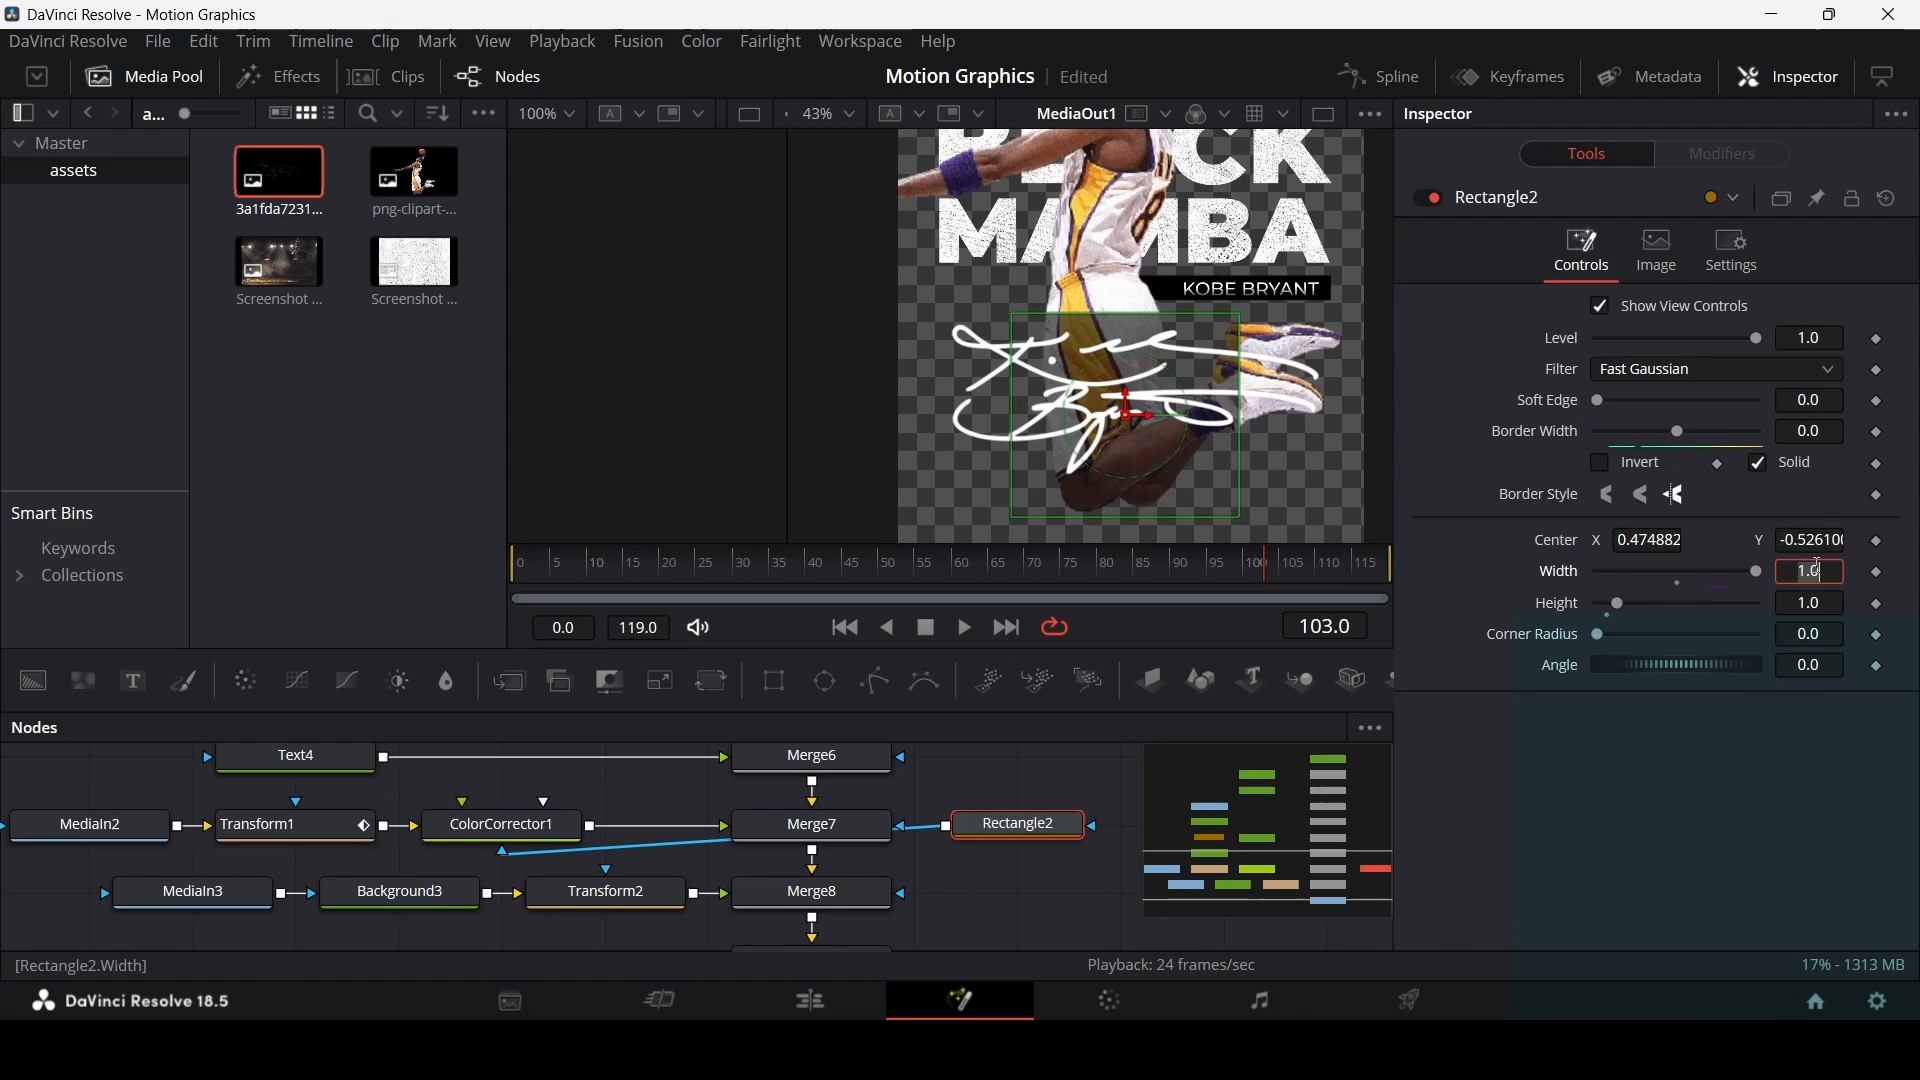 DaVinci Resolve - Motion Graphics
DaVinci Resolve File Edit Trim Timeline Clip Mark View Playback Fusion Color Fairlight Workspace Help
Media Pool Effects Clips Nodes Motion Graphics Edited Spline Keyframes Metadata Inspector
a... 100% A 43% A MediaOut1 Inspector
Master
assets
3a1fda7231... png-clipart-...
Screenshot ... Screenshot ...
Smart Bins
Keywords
Collections
BLACK
MAMBA
KOBE BRYANT
0 5 10 15 20 25 30 35 40 45 50 55 60 65 70 75 80 85 90 95 100 105 110 115
0.0 119.0 103.0
Tools Modifiers
Rectangle2
Controls Image Settings
Show View Controls
Level 1.0
Filter Fast Gaussian
Soft Edge 0.0
Border Width 0.0
Invert Solid
Border Style
Center X 0.474882 Y -0.526100
Width 1.0
Height 1.0
Corner Radius 0.0
Angle 0.0
Nodes
Text4 Merge6
MediaIn2 Transform1 ColorCorrector1 Merge7 Rectangle2
MediaIn3 Background3 Transform2 Merge8
[Rectangle2.Width] Playback: 24 frames/sec 17% - 1313 MB
DaVinci Resolve 18.5